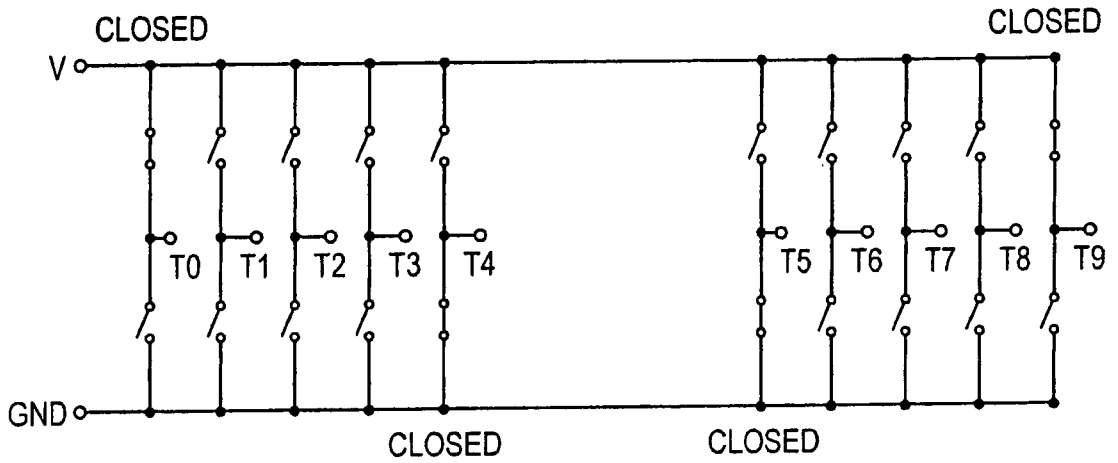 CLOSED
CLOSED
V
T0 T1 T2 T3 T4 T5 T6 T7 T8 T9
GND
CLOSED
CLOSED